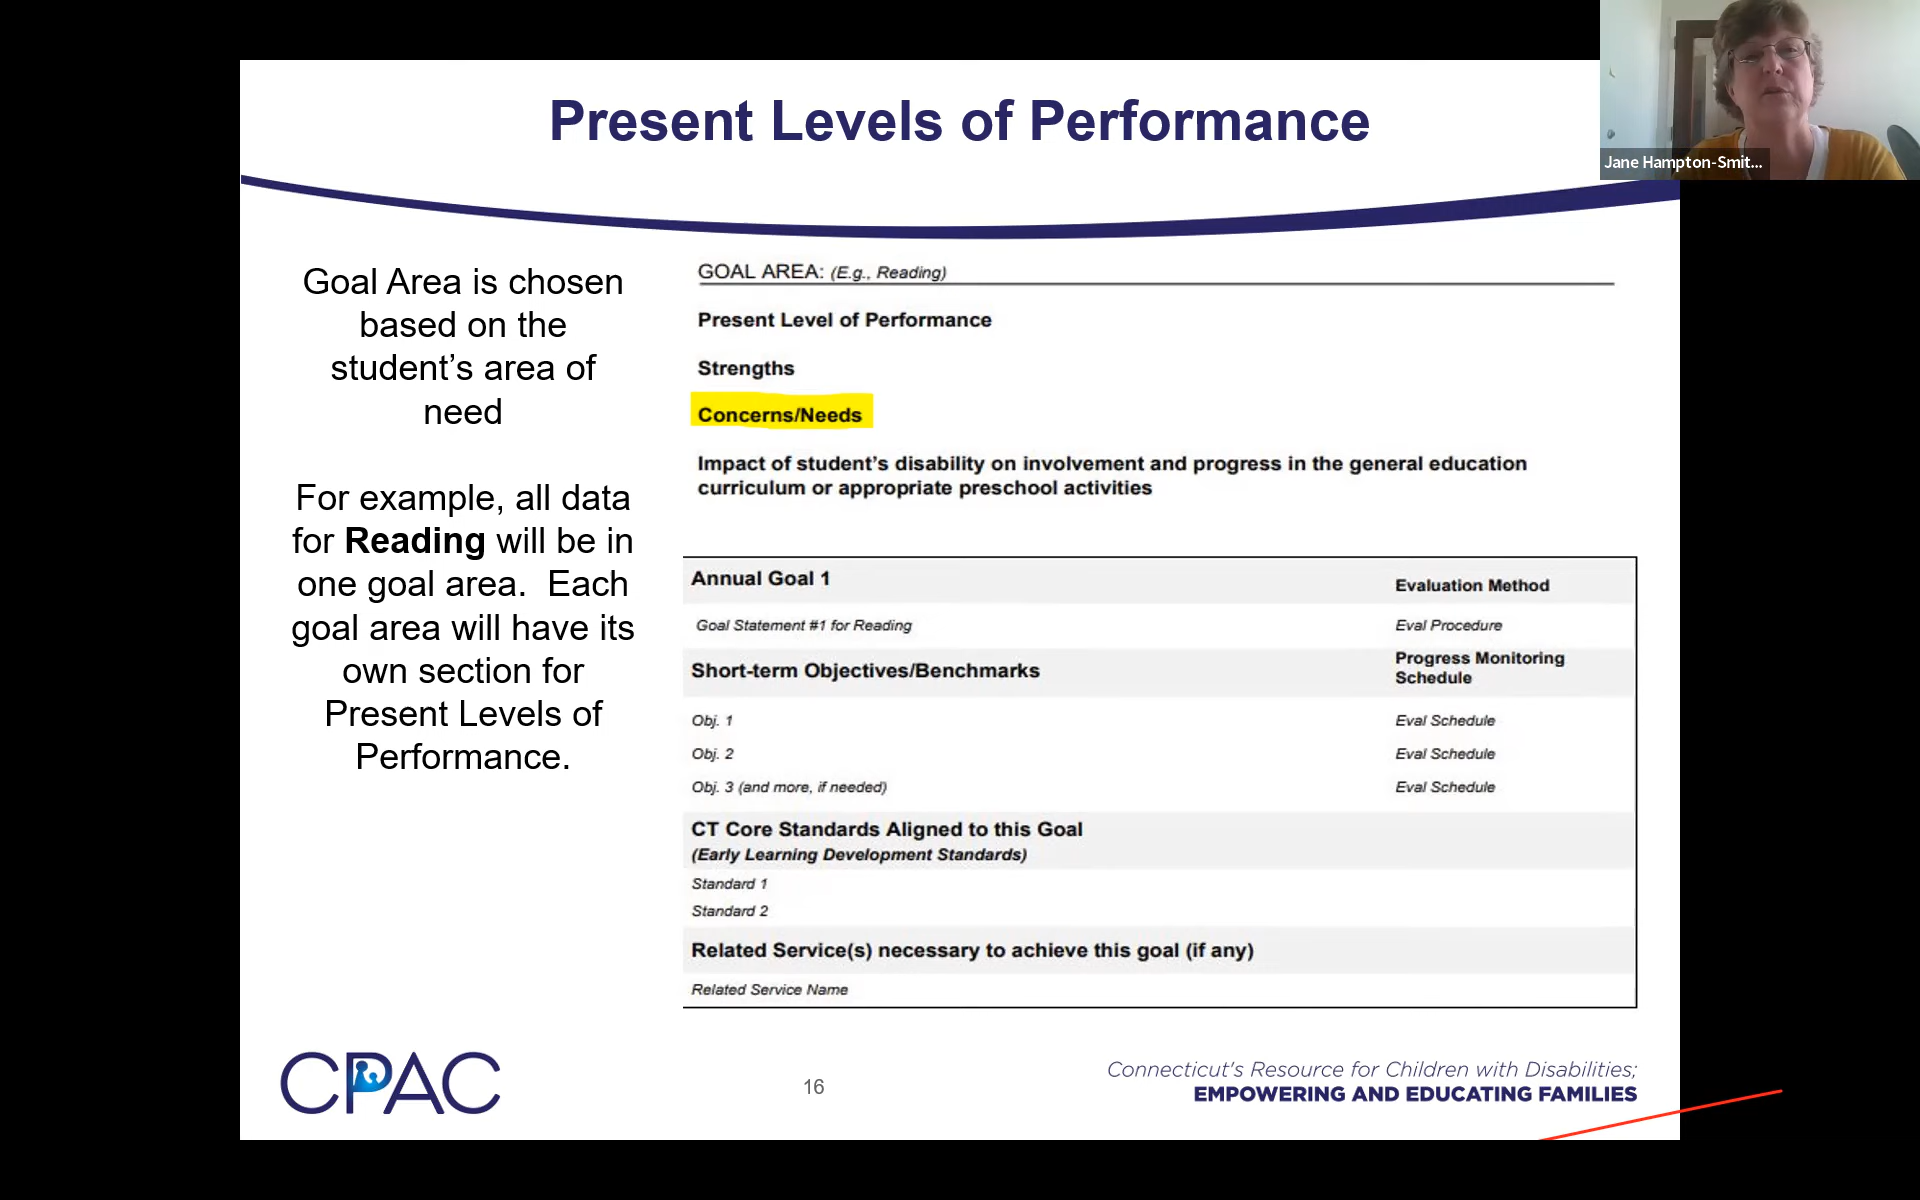 Present Levels of Performance
Jane Hampton-Smit...
Goal Area is chosen
based on the
student’s area of
need
For example, all data
for Reading will be in
one goal area.  Each
goal area will have its
own section for
Present Levels of
Performance.
GOAL AREA: (E.g., Reading)
Present Level of Performance
Strengths
Concerns/Needs
Impact of student’s disability on involvement and progress in the general education
curriculum or appropriate preschool activities
Annual Goal 1
Evaluation Method
Goal Statement #1 for Reading
Eval Procedure
Short-term Objectives/Benchmarks
Progress Monitoring
Schedule
Obj. 1
Eval Schedule
Obj. 2
Eval Schedule
Obj. 3 (and more, if needed)
Eval Schedule
CT Core Standards Aligned to this Goal
(Early Learning Development Standards)
Standard 1
Standard 2
Related Service(s) necessary to achieve this goal (if any)
Related Service Name
CPAC
16
Connecticut's Resource for Children with Disabilities;
EMPOWERING AND EDUCATING FAMILIES